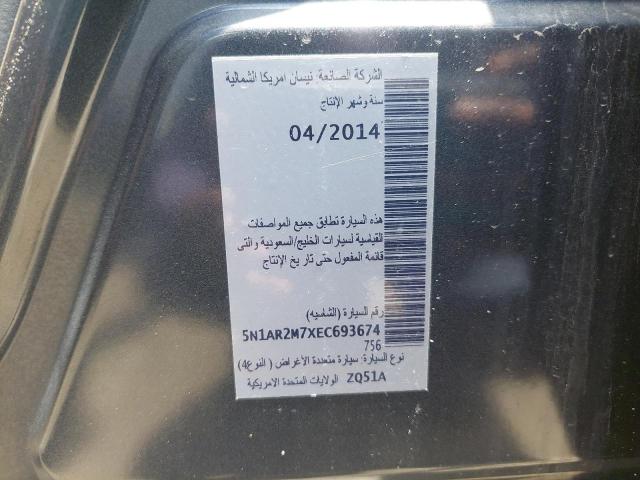 الشركة الصانعة: نيسان امريكا الشمالية
سنة وشهر الإنتاج
04/2014
هذه السيارة تطابق جميع المواصفات
القياسية لسيارات الخليج/السعودية والتى
قائمة المفعول حتى تاريخ الإنتاج
رقم السيارة (الشاسيه)
5N1AR2M7XEC693674
756
نوع السيارة: سيارة متعددة الأغراض ( النوع4)
ZQ51A الولايات المتحدة الامريكية